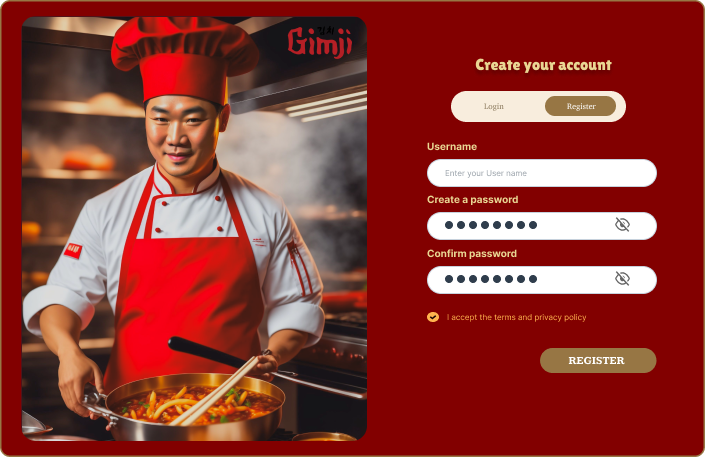 Gimji
Create your account
Login
Register
Username
Enter your User name
Create a password
Confirm password
I accept the terms and privacy policy
REGISTER